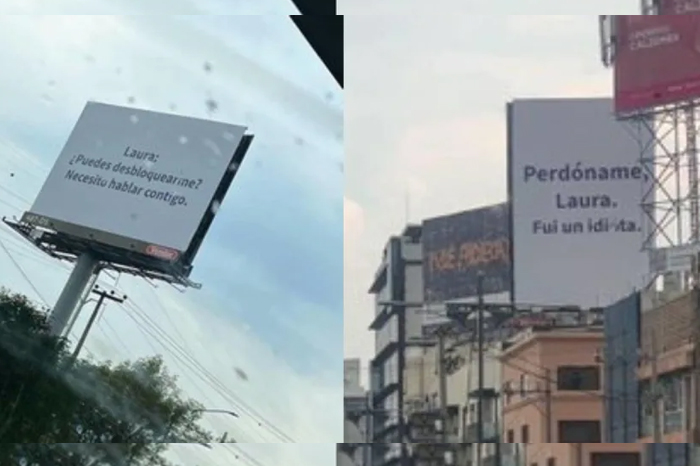 Laura:
¿Puedes desbloquearme?
Necesito hablar contigo.
Perdóname,
Laura.
Fui un idiota.